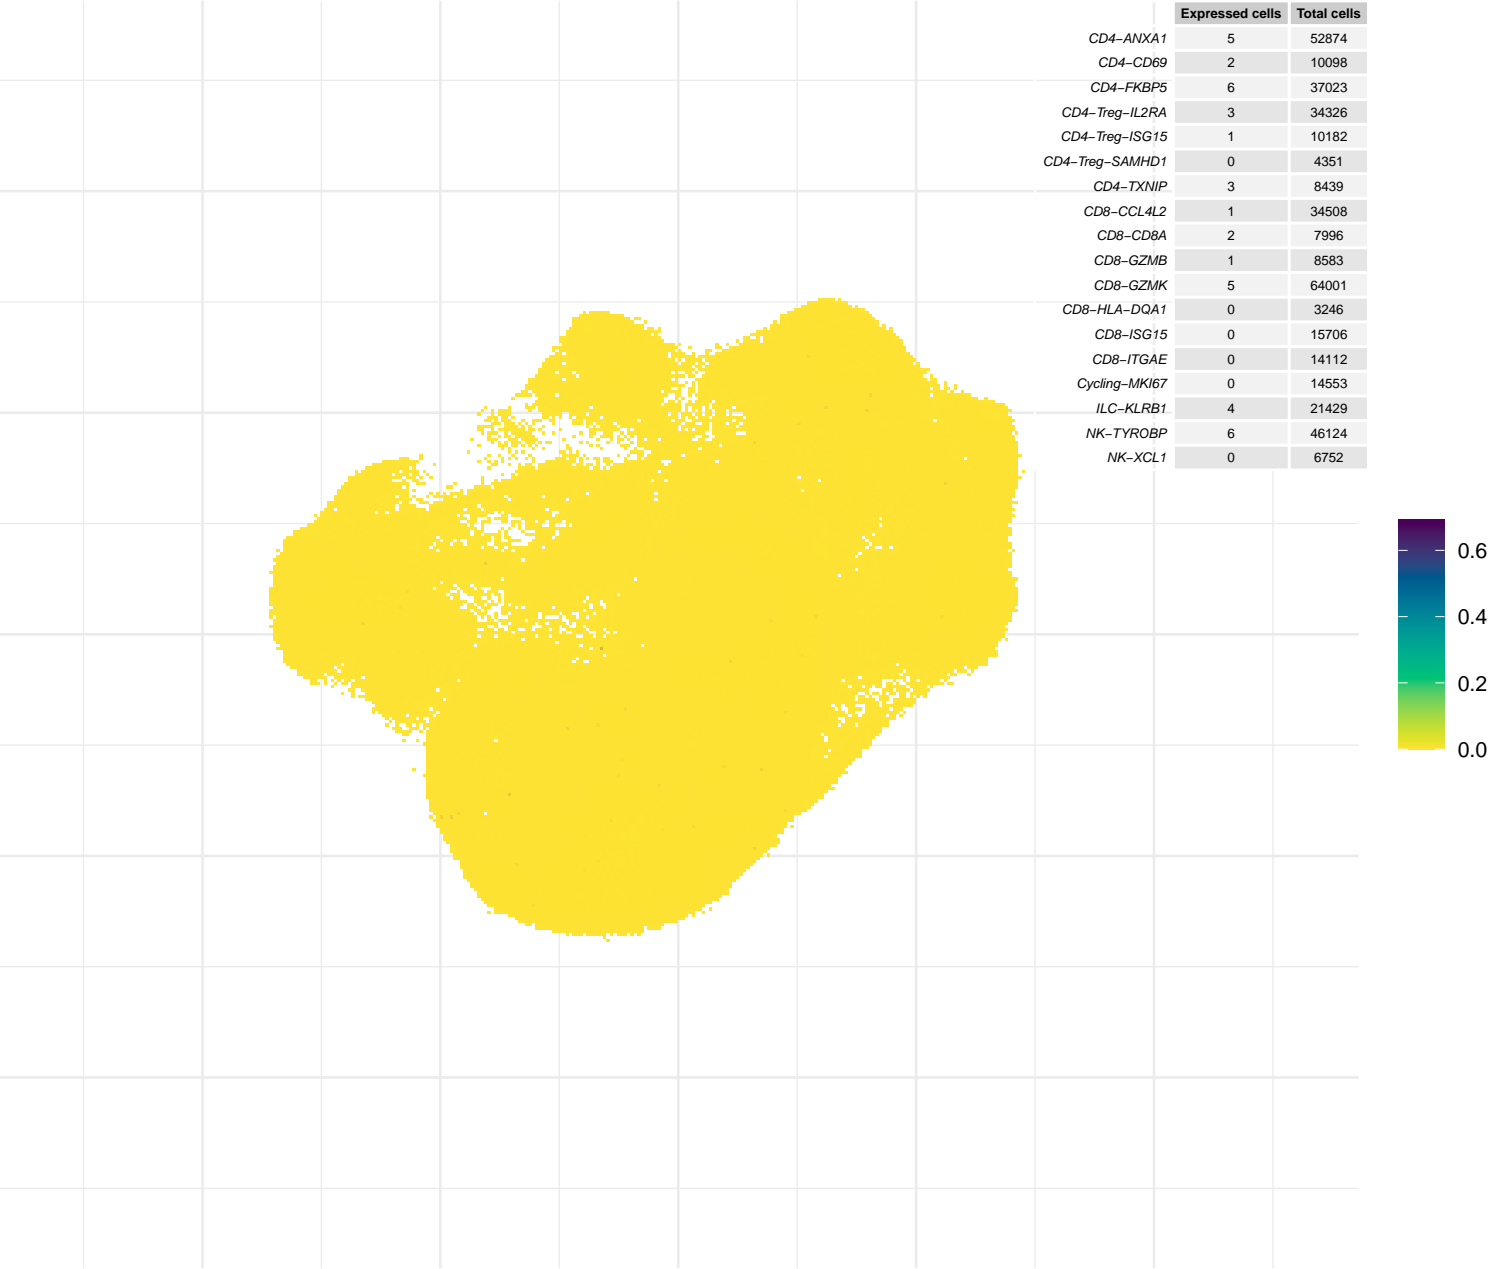 Expressed cells Total cells
CD4−ANXA1 5 52874
CD4−CD69 2 10098
CD4−FKBP5 6 37023
CD4−Treg−IL2RA 3 34326
CD4−Treg−ISG15 1 10182
CD4−Treg−SAMHD1 0 4351
CD4−TXNIP 3 8439
CD8−CCL4L2 1 34508
CD8−CD8A 2 7996
CD8−GZMB 1 8583
CD8−GZMK 5 64001
CD8−HLA−DQA1 0 3246
CD8−ISG15 0 15706
CD8−ITGAE 0 14112
Cycling−MKI67 0 14553
ILC−KLRB1 4 21429
NK−TYROBP 6 46124
NK−XCL1 0 6752
0.6
0.4
0.2
0.0